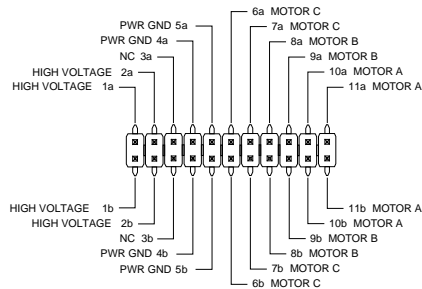 6a MOTOR C
PWR GND 5a
7a MOTOR C
PWR GND 4a
8a MOTOR B
NC 3a
9a MOTOR B
HIGH VOLTAGE 2a
10a MOTOR A
HIGH VOLTAGE 1a
11a MOTOR A
HIGH VOLTAGE 1b
11b MOTOR A
HIGH VOLTAGE 2b
10b MOTOR A
NC 3b
9b MOTOR B
PWR GND 4b
8b MOTOR B
PWR GND 5b
7b MOTOR C
6b MOTOR C